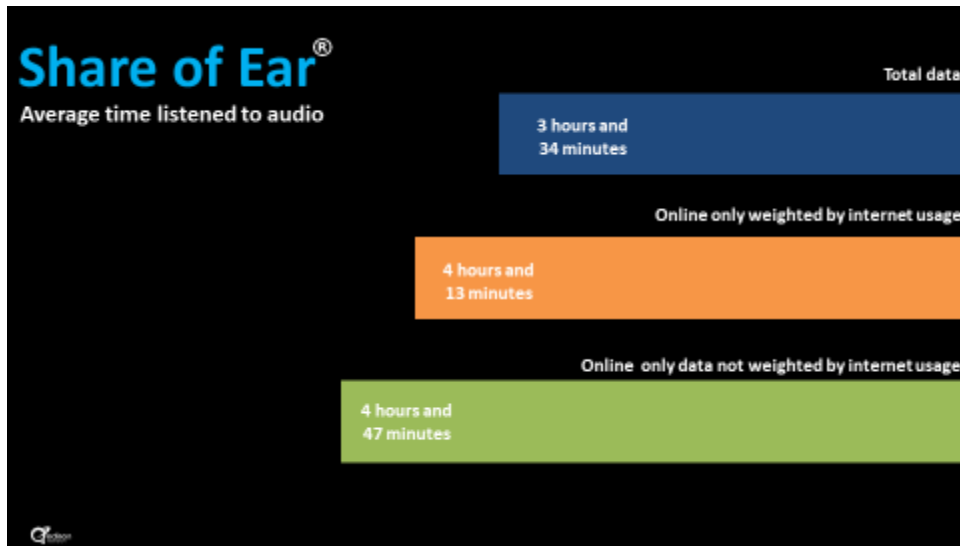 Share of Ear®
Average time listened to audio
Total data
3 hours and
34 minutes
Online only weighted by internet usage
4 hours and
13 minutes
Online only data not weighted by internet usage
4 hours and
47 minutes
edison